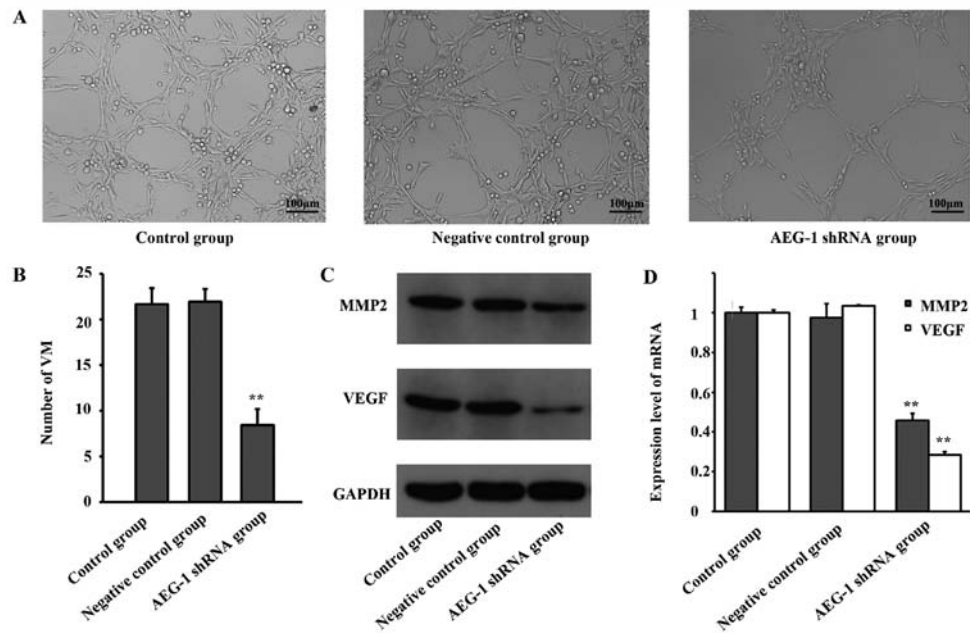 A
100μm
100μm
100μm
Control group
Negative control group
AEG-1 shRNA group
B
25
20
15
10
5
0
Number of VM
**
Control group
Negative control group
AEG-1 shRNA group
C
MMP2
VEGF
GAPDH
Control group
Negative control group
AEG-1 shRNA group
D
1
0.8
0.6
0.4
0.2
0
Expression level of mRNA
MMP2
VEGF
**
**
Control group
Negative control group
AEG-1 shRNA group